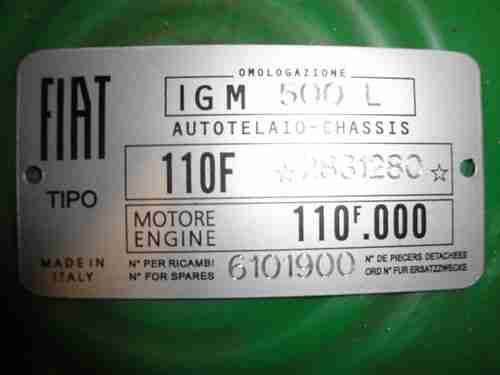 FIAT
OMOLOGAZIONE
IGM 500 L
AUTOTELAIO-CHASSIS
TIPO
110F ☆2831280☆
MOTORE
ENGINE
110F.000
MADE IN
ITALY
N° PER RICAMBI
N° FOR SPARES
6101900
N° DE PIECERS DETACHEES
ORD N° FUR ERSATZZWECKE